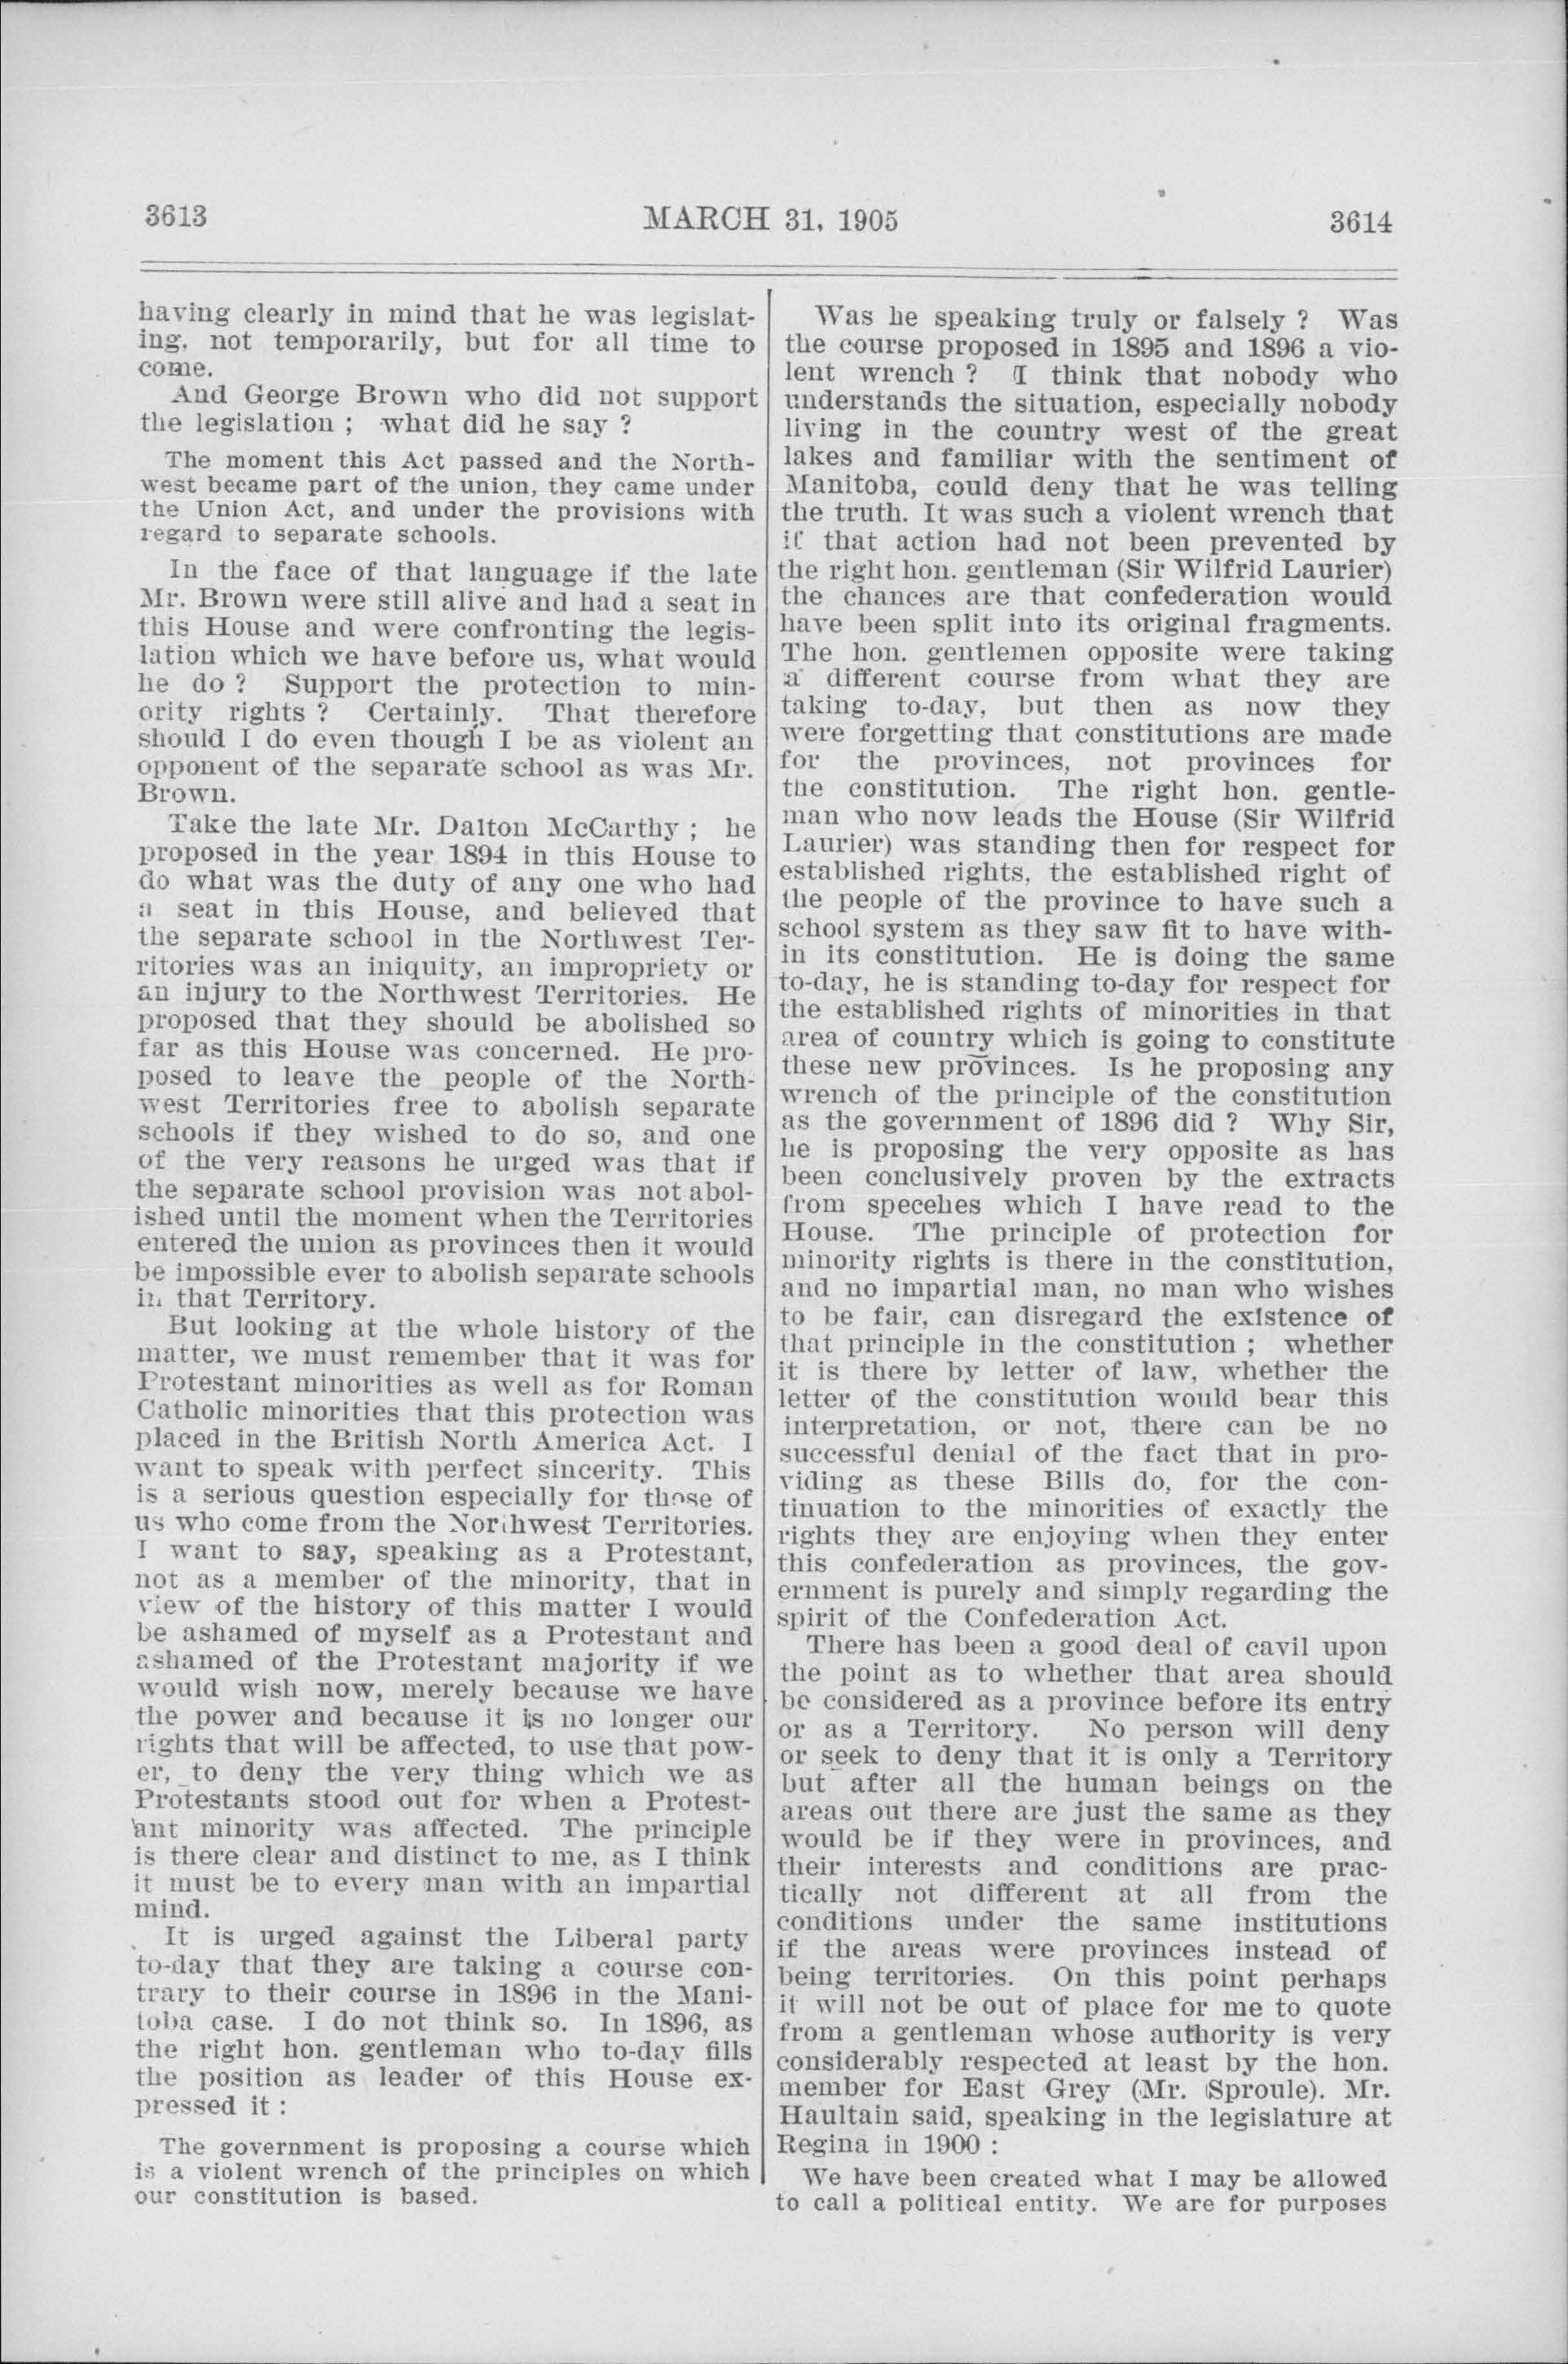 3613
MARCH 31, 1905
3614
having clearly in mind that he was legislat-
ing, not temporarily, but for all time to
come.
And George Brown who did not support
the legislation ; what did he say ?
The moment this Act passed and the North-
west became part of the union, they came under
the Union Act, and under the provisions with
regard to separate schools.
In the face of that language if the late
Mr. Brown were still alive and had a seat in
this House and were confronting the legis-
lation which we have before us, what would
he do ? Support the protection to min-
ority rights ? Certainly. That therefore
should I do even though I be as violent an
opponent of the separate school as was Mr.
Brown.
Take the late Mr. Dalton McCarthy ; he
proposed in the year 1894 in this House to
do what was the duty of any one who had
a seat in this House, and believed that
the separate school in the Northwest Ter-
ritories was an iniquity, an impropriety or
an injury to the Northwest Territories. He
proposed that they should be abolished so
far as this House was concerned. He pro-
posed to leave the people of the North-
west Territories free to abolish separate
schools if they wished to do so, and one
of the very reasons he urged was that if
the separate school provision was not abol-
ished until the moment when the Territories
entered the union as provinces then it would
be impossible ever to abolish separate schools
in that Territory.
But looking at the whole history of the
matter, we must remember that it was for
Protestant minorities as well as for Roman
Catholic minorities that this protection was
placed in the British North America Act. I
want to speak with perfect sincerity. This
is a serious question especially for those of
us who come from the Northwest Territories.
I want to say, speaking as a Protestant,
not as a member of the minority, that in
view of the history of this matter I would
be ashamed of myself as a Protestant and
ashamed of the Protestant majority if we
would wish now, merely because we have
the power and because it is no longer our
rights that will be affected, to use that pow-
er, to deny the very thing which we as
Protestants stood out for when a Protest-
ant minority was affected. The principle
is there clear and distinct to me, as I think
it must be to every man with an impartial
mind.
It is urged against the Liberal party
to-day that they are taking a course con-
trary to their course in 1896 in the Mani-
toba case. I do not think so. In 1896, as
the right hon. gentleman who to-day fills
the position as leader of this House ex-
pressed it :
The government is proposing a course which
is a violent wrench of the principles on which
our constitution is based.
Was he speaking truly or falsely ? Was
the course proposed in 1895 and 1896 a vio-
lent wrench ? I think that nobody who
understands the situation, especially nobody
living in the country west of the great
lakes and familiar with the sentiment of
Manitoba, could deny that he was telling
the truth. It was such a violent wrench that
if that action had not been prevented by
the right hon. gentleman (Sir Wilfrid Laurier)
the chances are that confederation would
have been split into its original fragments.
The hon. gentlemen opposite were taking
a different course from what they are
taking to-day, but then as now they
were forgetting that constitutions are made
for the provinces, not provinces for
the constitution. The right hon. gentle-
man who now leads the House (Sir Wilfrid
Laurier) was standing then for respect for
established rights, the established right of
the people of the province to have such a
school system as they saw fit to have with-
in its constitution. He is doing the same
to-day, he is standing to-day for respect for
the established rights of minorities in that
area of country which is going to constitute
these new provinces. Is he proposing any
wrench of the principle of the constitution
as the government of 1896 did ? Why Sir,
he is proposing the very opposite as has
been conclusively proven by the extracts
from specehes which I have read to the
House. The principle of protection for
minority rights is there in the constitution,
and no impartial man, no man who wishes
to be fair, can disregard the existence of
that principle in the constitution ; whether
it is there by letter of law, whether the
letter of the constitution would bear this
interpretation, or not, there can be no
successful denial of the fact that in pro-
viding as these Bills do, for the con-
tinuation to the minorities of exactly the
rights they are enjoying when they enter
this confederation as provinces, the gov-
ernment is purely and simply regarding the
spirit of the Confederation Act.
There has been a good deal of cavil upon
the point as to whether that area should
be considered as a province before its entry
or as a Territory. No person will deny
or seek to deny that it is only a Territory
but after all the human beings on the
areas out there are just the same as they
would be if they were in provinces, and
their interests and conditions are prac-
tically not different at all from the
conditions under the same institutions
if the areas were provinces instead of
being territories. On this point perhaps
it will not be out of place for me to quote
from a gentleman whose authority is very
considerably respected at least by the hon.
member for East Grey (Mr. Sproule). Mr.
Haultain said, speaking in the legislature at
Regina in 1900 :
We have been created what I may be allowed
to call a political entity. We are for purposes